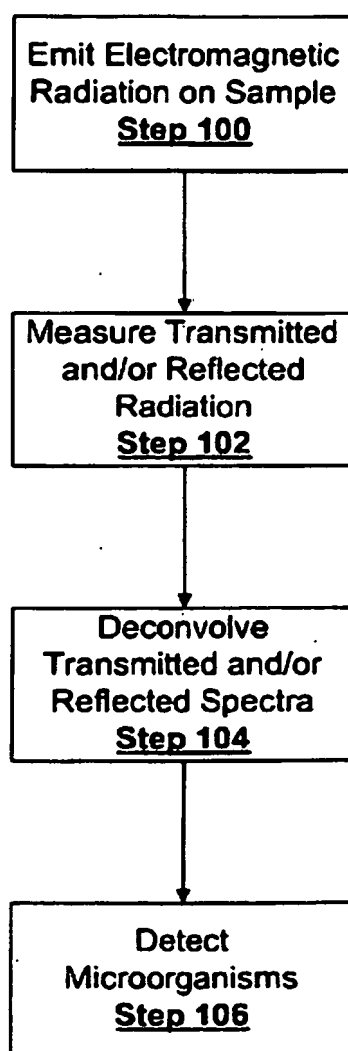 Emit Electromagnetic
Radiation on Sample
Step 100
Measure Transmitted
and/or Reflected
Radiation
Step 102
Deconvolve
Transmitted and/or
Reflected Spectra
Step 104
Detect
Microorganisms
Step 106